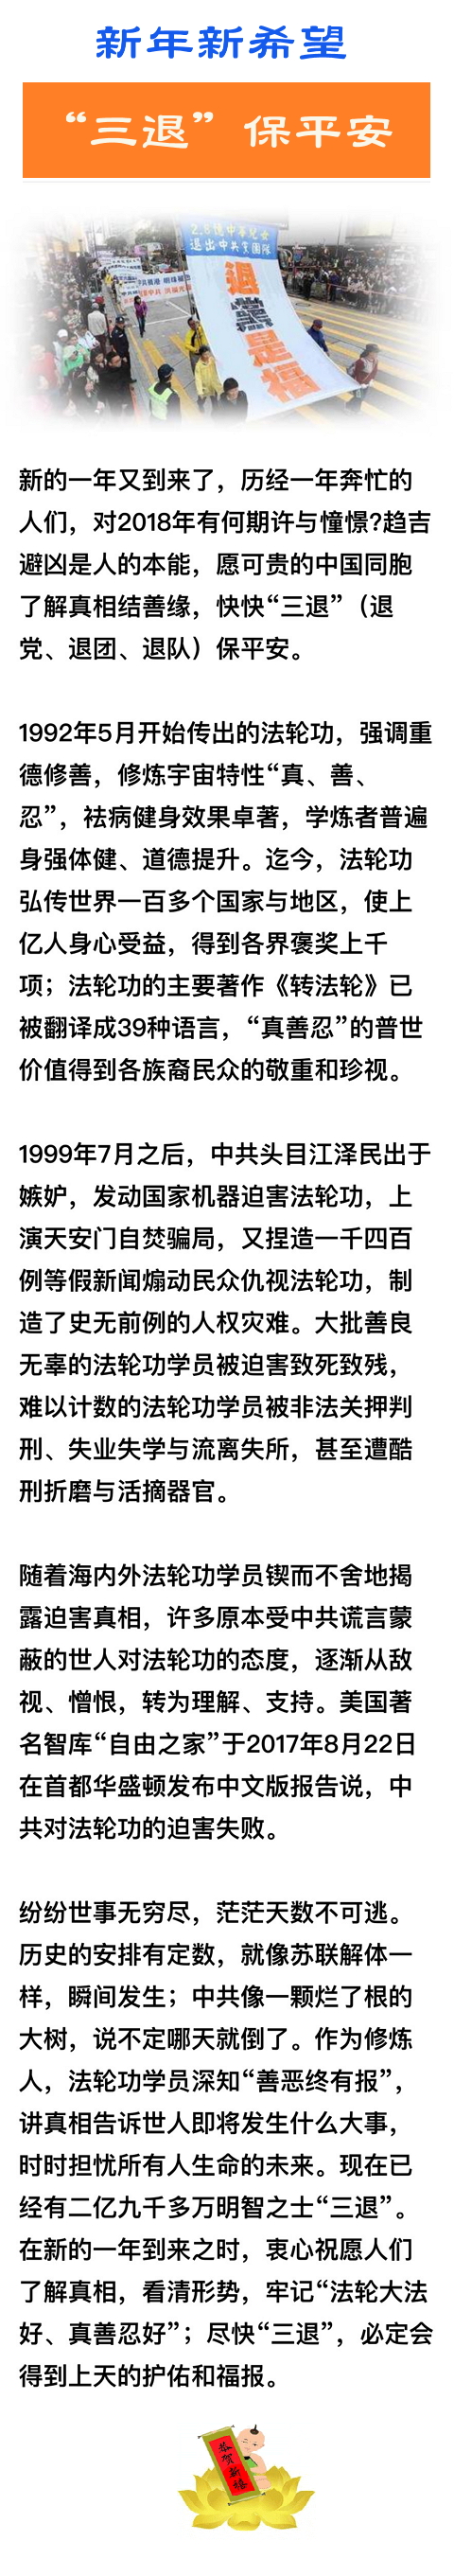 新年新希望
“三退”保平安
2.8億中華兒女
退出中共黨團隊
退黨是福
新的一年又到来了，历经一年奔忙的
人们，对2018年有何期许与憧憬?趋吉
避凶是人的本能，愿可贵的中国同胞
了解真相结善缘，快快“三退”（退
党、退团、退队）保平安。
1992年5月开始传出的法轮功，强调重
德修善，修炼宇宙特性“真、善、
忍”，祛病健身效果卓著，学炼者普遍
身强体健、道德提升。迄今，法轮功
弘传世界一百多个国家与地区，使上
亿人身心受益，得到各界褒奖上千
项；法轮功的主要著作《转法轮》已
被翻译成39种语言，“真善忍”的普世
价值得到各族裔民众的敬重和珍视。
1999年7月之后，中共头目江泽民出于
嫉妒，发动国家机器迫害法轮功，上
演天安门自焚骗局，又捏造一千四百
例等假新闻煽动民众仇视法轮功，制
造了史无前例的人权灾难。大批善良
无辜的法轮功学员被迫害致死致残，
难以计数的法轮功学员被非法关押判
刑、失业失学与流离失所，甚至遭酷
刑折磨与活摘器官。
随着海内外法轮功学员锲而不舍地揭
露迫害真相，许多原本受中共谎言蒙
蔽的世人对法轮功的态度，逐渐从敌
视、憎恨，转为理解、支持。美国著
名智库“自由之家”于2017年8月22日
在首都华盛顿发布中文版报告说，中
共对法轮功的迫害失败。
纷纷世事无穷尽，茫茫天数不可逃。
历史的安排有定数，就像苏联解体一
样，瞬间发生；中共像一颗烂了根的
大树，说不定哪天就倒了。作为修炼
人，法轮功学员深知“善恶终有报”，
讲真相告诉世人即将发生什么大事，
时时担忧所有人生命的未来。现在已
经有二亿九千多万明智之士“三退”。
在新的一年到来之时，衷心祝愿人们
了解真相，看清形势，牢记“法轮大法
好、真善忍好”；尽快“三退”，必定会
得到上天的护佑和福报。
恭贺新禧